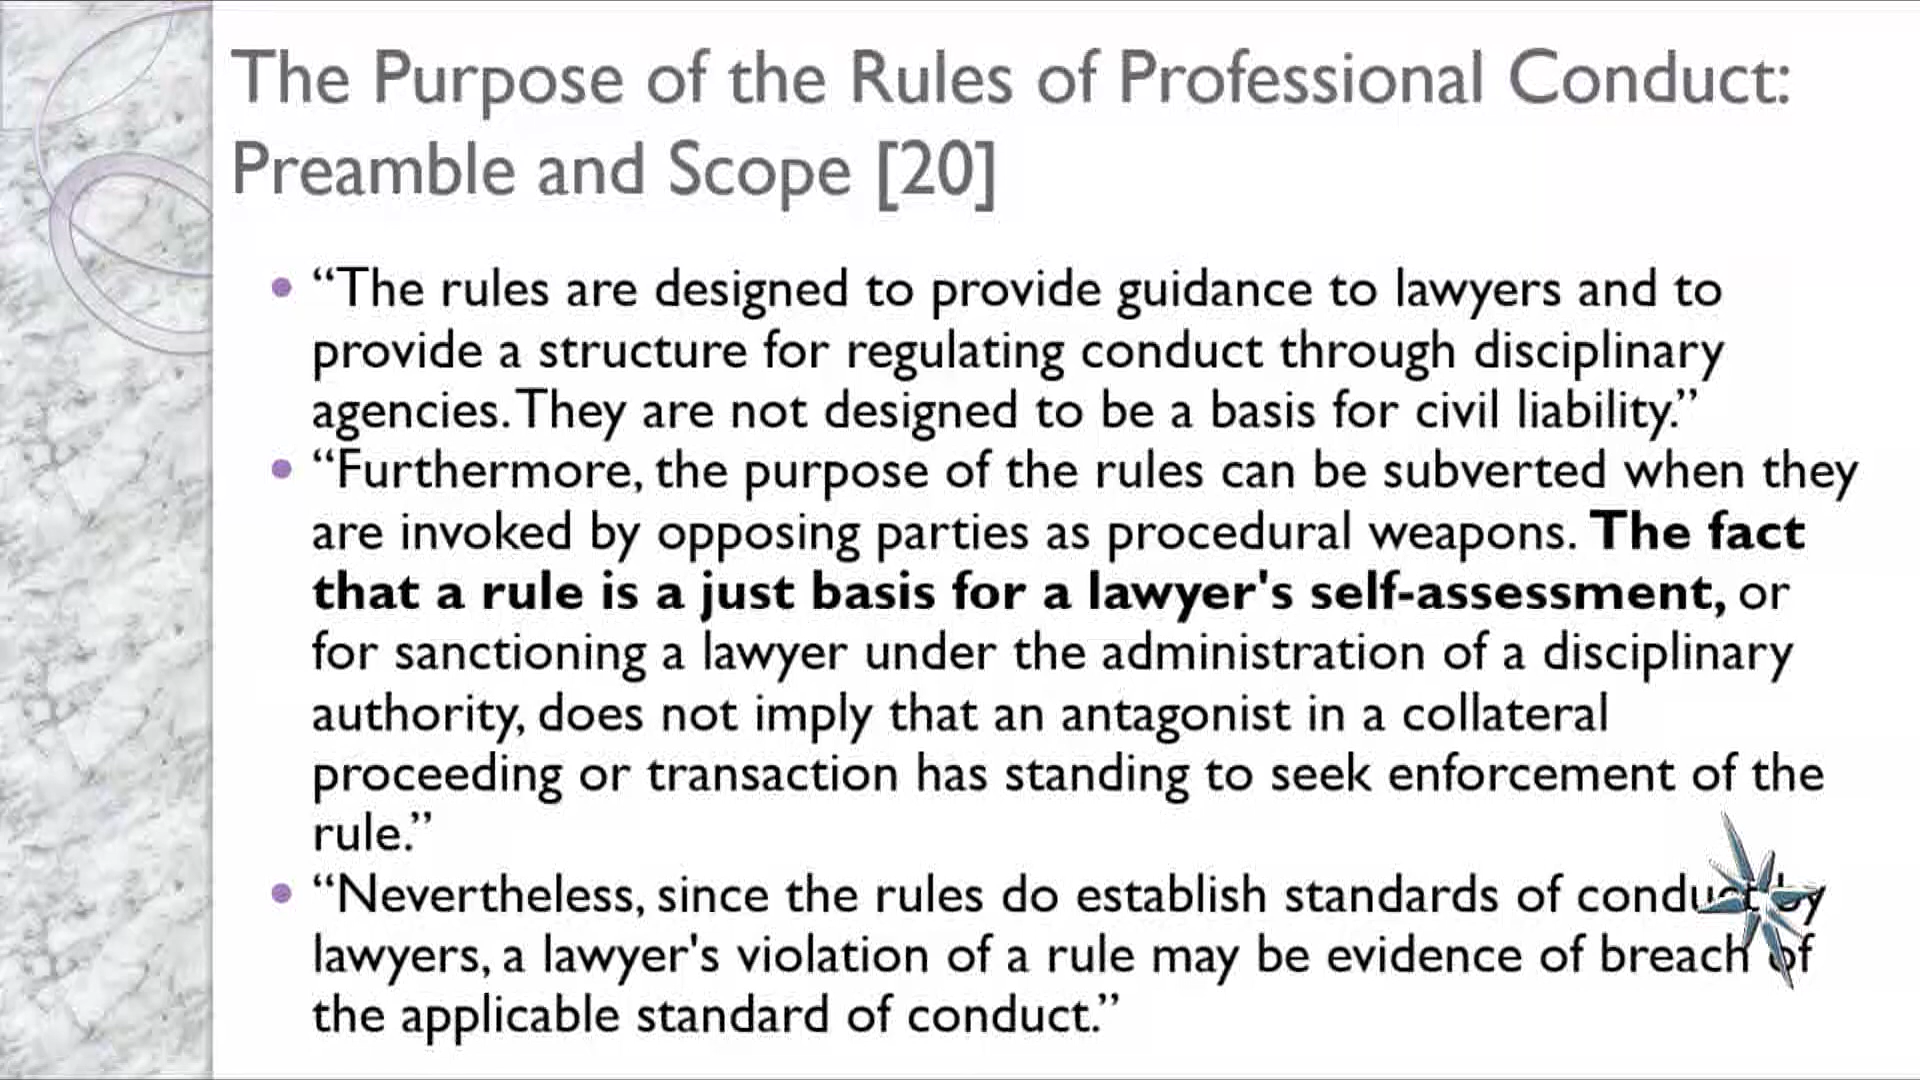 The Purpose of the Rules of Professional Conduct:
Preamble and Scope [20]
• “The rules are designed to provide guidance to lawyers and to
provide a structure for regulating conduct through disciplinary
agencies. They are not designed to be a basis for civil liability.”
• “Furthermore, the purpose of the rules can be subverted when they
are invoked by opposing parties as procedural weapons. The fact
that a rule is a just basis for a lawyer's self-assessment, or
for sanctioning a lawyer under the administration of a disciplinary
authority, does not imply that an antagonist in a collateral
proceeding or transaction has standing to seek enforcement of the
rule.”
• “Nevertheless, since the rules do establish standards of conduct by
lawyers, a lawyer's violation of a rule may be evidence of breach of
the applicable standard of conduct.”